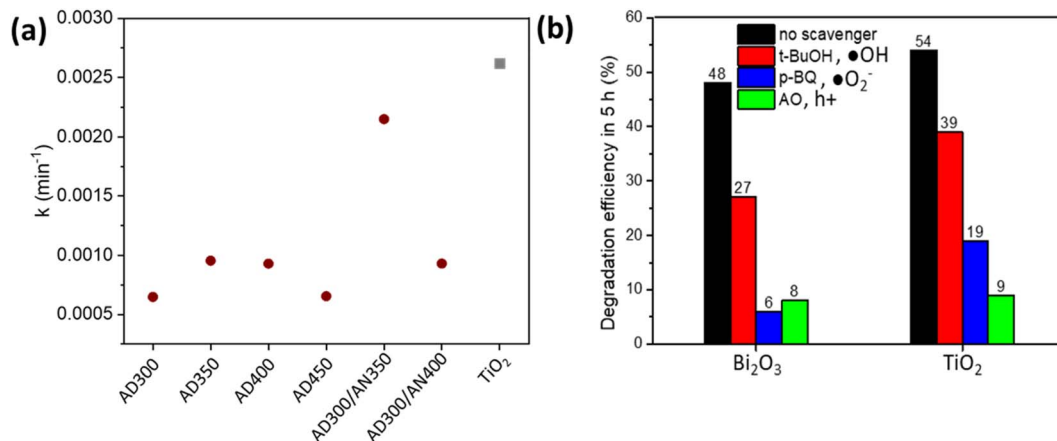 (a)
0.0030
0.0025
0.0020
0.0015
0.0010
0.0005
k (min⁻¹)
AD300
AD350
AD400
AD450
AD300/AN350
AD300/AN400
TiO₂
(b)
60
50
40
30
20
10
0
Degradation efficiency in 5 h (%)
no scavenger
t-BuOH, ●OH
p-BQ, ●O₂⁻
AO, h+
48
27
6
8
54
39
19
9
Bi₂O₃
TiO₂